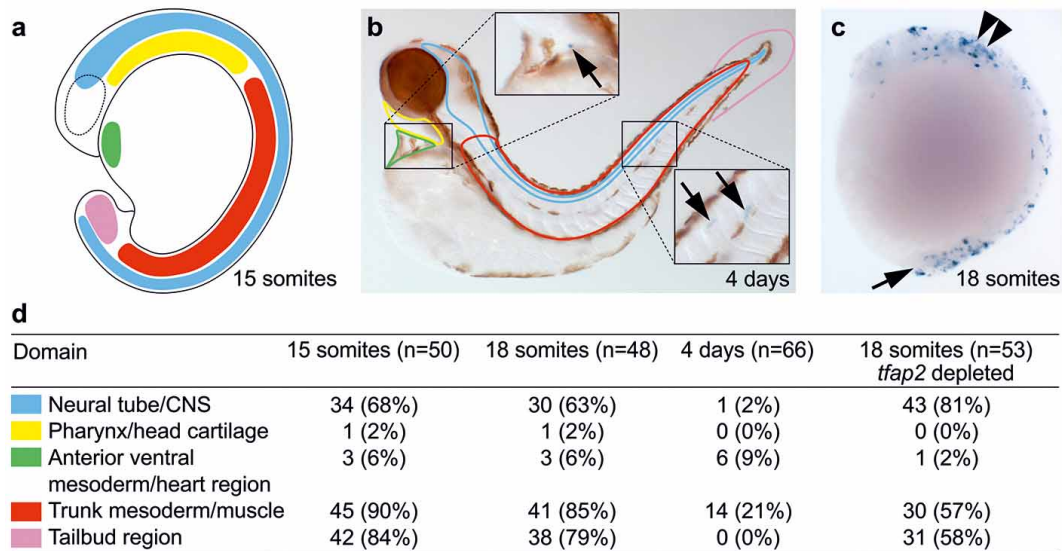 a
15 somites
b
4 days
c
18 somites
d
Domain 15 somites (n=50) 18 somites (n=48) 4 days (n=66) 18 somites (n=53)
tfap2 depleted
Neural tube/CNS 34 (68%) 30 (63%) 1 (2%) 43 (81%)
Pharynx/head cartilage 1 (2%) 1 (2%) 0 (0%) 0 (0%)
Anterior ventral 3 (6%) 3 (6%) 6 (9%) 1 (2%)
mesoderm/heart region
Trunk mesoderm/muscle 45 (90%) 41 (85%) 14 (21%) 30 (57%)
Tailbud region 42 (84%) 38 (79%) 0 (0%) 31 (58%)